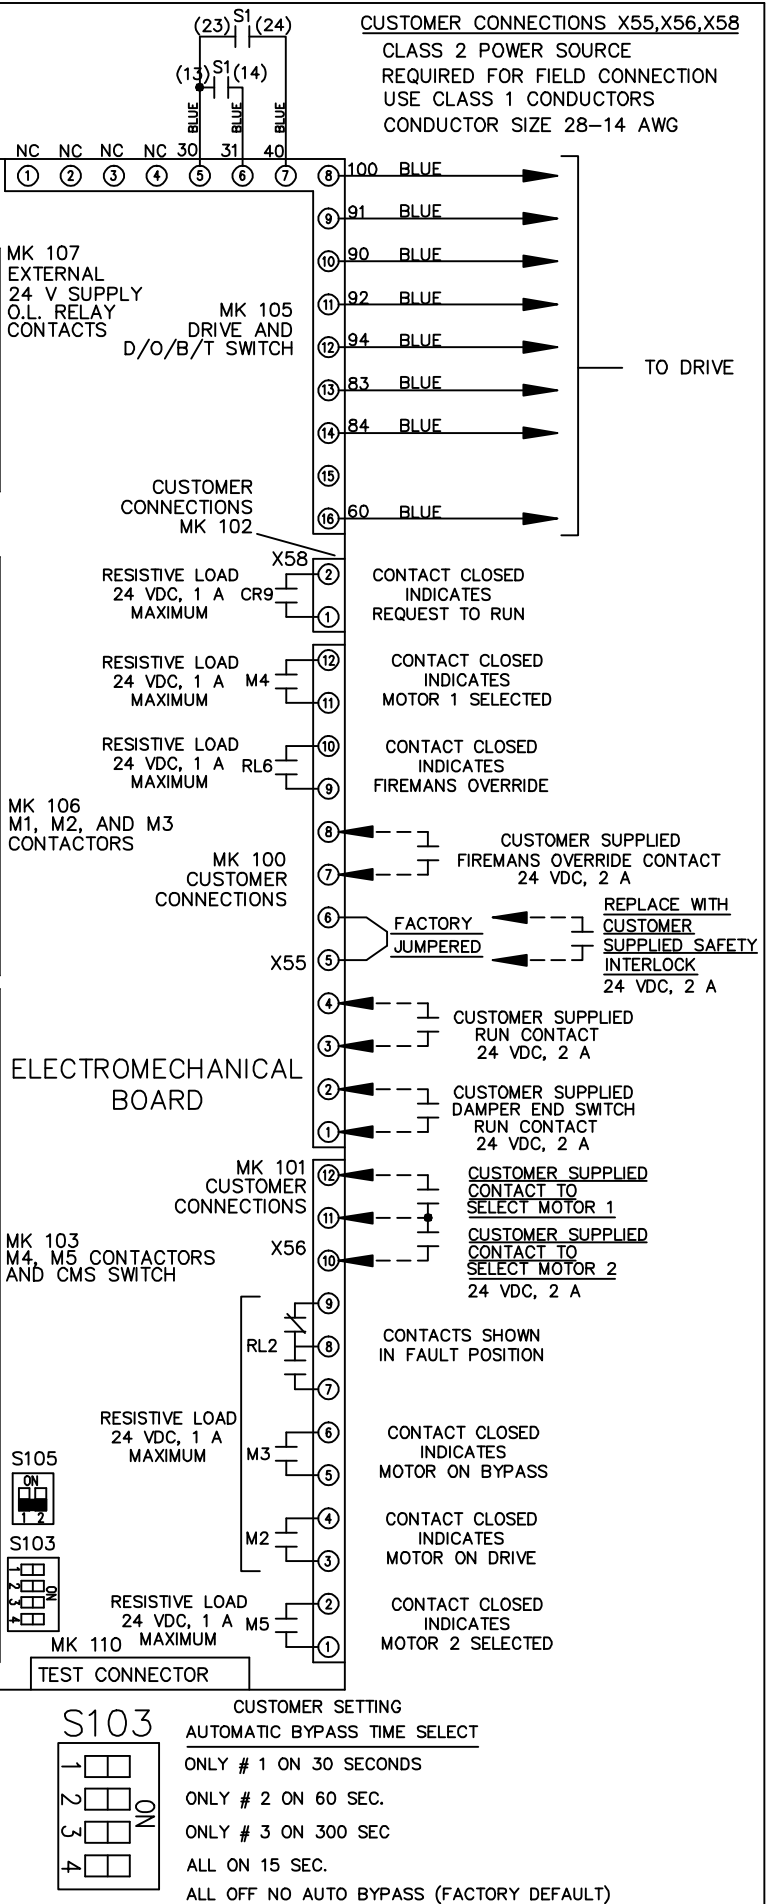 S1
(23) (24)
S1
(13) (14)
BLUE BLUE BLUE
CUSTOMER CONNECTIONS X55,X56,X58
CLASS 2 POWER SOURCE
REQUIRED FOR FIELD CONNECTION
USE CLASS 1 CONDUCTORS
CONDUCTOR SIZE 28-14 AWG
NC NC NC NC 30 31 40
1 2 3 4 5 6 7 8 100 BLUE
9 91 BLUE
10 90 BLUE
11 92 BLUE
12 94 BLUE
13 83 BLUE
14 84 BLUE
15
16 60 BLUE
TO DRIVE
MK 107
EXTERNAL
24 V SUPPLY
O.L. RELAY
CONTACTS
MK 105
DRIVE AND
D/O/B/T SWITCH
CUSTOMER
CONNECTIONS
MK 102
X58
RESISTIVE LOAD
24 VDC, 1 A
MAXIMUM
CR9
2
1
CONTACT CLOSED
INDICATES
REQUEST TO RUN
RESISTIVE LOAD
24 VDC, 1 A
MAXIMUM
M4
12
11
CONTACT CLOSED
INDICATES
MOTOR 1 SELECTED
RESISTIVE LOAD
24 VDC, 1 A
MAXIMUM
RL6
10
9
CONTACT CLOSED
INDICATES
FIREMANS OVERRIDE
MK 106
M1, M2, AND M3
CONTACTORS
MK 100
CUSTOMER
CONNECTIONS
X55
8
7
CUSTOMER SUPPLIED
FIREMANS OVERRIDE CONTACT
24 VDC, 2 A
6
5
FACTORY
JUMPERED
REPLACE WITH
CUSTOMER
SUPPLIED SAFETY
INTERLOCK
24 VDC, 2 A
4
3
CUSTOMER SUPPLIED
RUN CONTACT
24 VDC, 2 A
ELECTROMECHANICAL
BOARD
2
1
CUSTOMER SUPPLIED
DAMPER END SWITCH
RUN CONTACT
24 VDC, 2 A
MK 101
CUSTOMER
CONNECTIONS
X56
12
11
10
CUSTOMER SUPPLIED
CONTACT TO
SELECT MOTOR 1
CUSTOMER SUPPLIED
CONTACT TO
SELECT MOTOR 2
24 VDC, 2 A
MK 103
M4, M5 CONTACTORS
AND CMS SWITCH
RL2
9
8
7
CONTACTS SHOWN
IN FAULT POSITION
RESISTIVE LOAD
24 VDC, 1 A
MAXIMUM
M3
6
5
CONTACT CLOSED
INDICATES
MOTOR ON BYPASS
M2
4
3
CONTACT CLOSED
INDICATES
MOTOR ON DRIVE
S105
ON
1 2
S103
1
2
3
4
ON
RESISTIVE LOAD
24 VDC, 1 A
MAXIMUM
M5
2
1
CONTACT CLOSED
INDICATES
MOTOR 2 SELECTED
MK 110
TEST CONNECTOR
S103
1
2
3
4
ON
CUSTOMER SETTING
AUTOMATIC BYPASS TIME SELECT
ONLY # 1 ON 30 SECONDS
ONLY # 2 ON 60 SEC.
ONLY # 3 ON 300 SEC
ALL ON 15 SEC.
ALL OFF NO AUTO BYPASS (FACTORY DEFAULT)